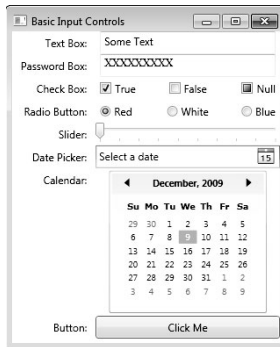 Basic Input Controls
Text Box: Some Text
Password Box: XXXXXXXXXX
Check Box: True False Null
Radio Button: Red White Blue
Slider:
Date Picker: Select a date 15
Calendar: December, 2009
Su Mo Tu We Th Fr Sa
29 30 1 2 3 4 5
6 7 8 9 10 11 12
13 14 15 16 17 18 19
20 21 22 23 24 25 26
27 28 29 30 31 1 2
3 4 5 6 7 8 9
Button: Click Me